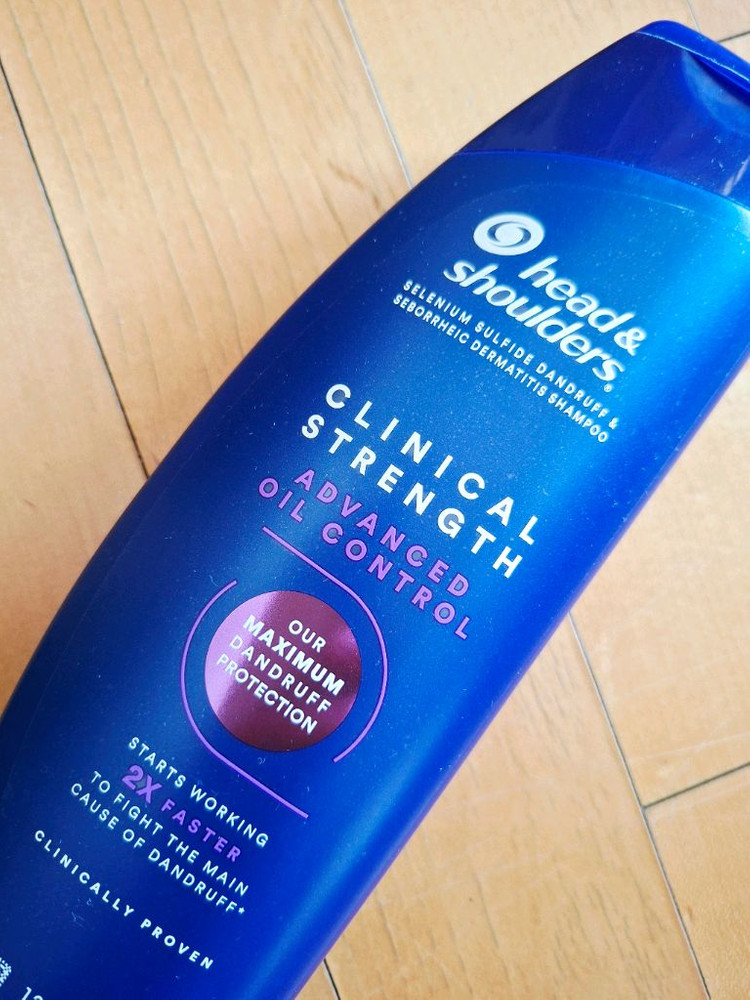 head&
shoulders®
SELENIUM SULFIDE DANDRUFF &
SEBORRHEIC DERMATITIS SHAMPOO
CLINICAL
STRENGTH
ADVANCED
OIL CONTROL
OUR
MAXIMUM
DANDRUFF
PROTECTION
STARTS WORKING
2X FASTER
TO FIGHT THE MAIN
CAUSE OF DANDRUFF*
CLINICALLY PROVEN